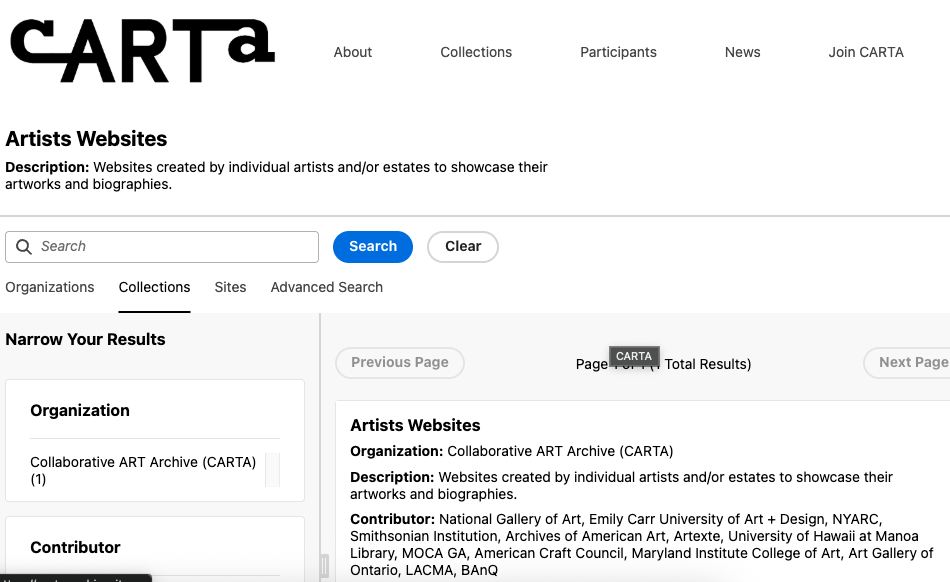 CARTA
About
Collections
Participants
News
Join CARTA
Artists Websites
Description: Websites created by individual artists and/or estates to showcase their
artworks and biographies.
Search
Search
Clear
Organizations
Collections
Sites
Advanced Search
Narrow Your Results
Organization
Collaborative ART Archive (CARTA)
(1)
Contributor
Previous Page
CARTA
Page 1 of 1 (1 Total Results)
Next Page
Artists Websites
Organization: Collaborative ART Archive (CARTA)
Description: Websites created by individual artists and/or estates to showcase their
artworks and biographies.
Contributor: National Gallery of Art, Emily Carr University of Art + Design, NYARC,
Smithsonian Institution, Archives of American Art, Artexte, University of Hawaii at Manoa
Library, MOCA GA, American Craft Council, Maryland Institute College of Art, Art Gallery of
Ontario, LACMA, BAnQ